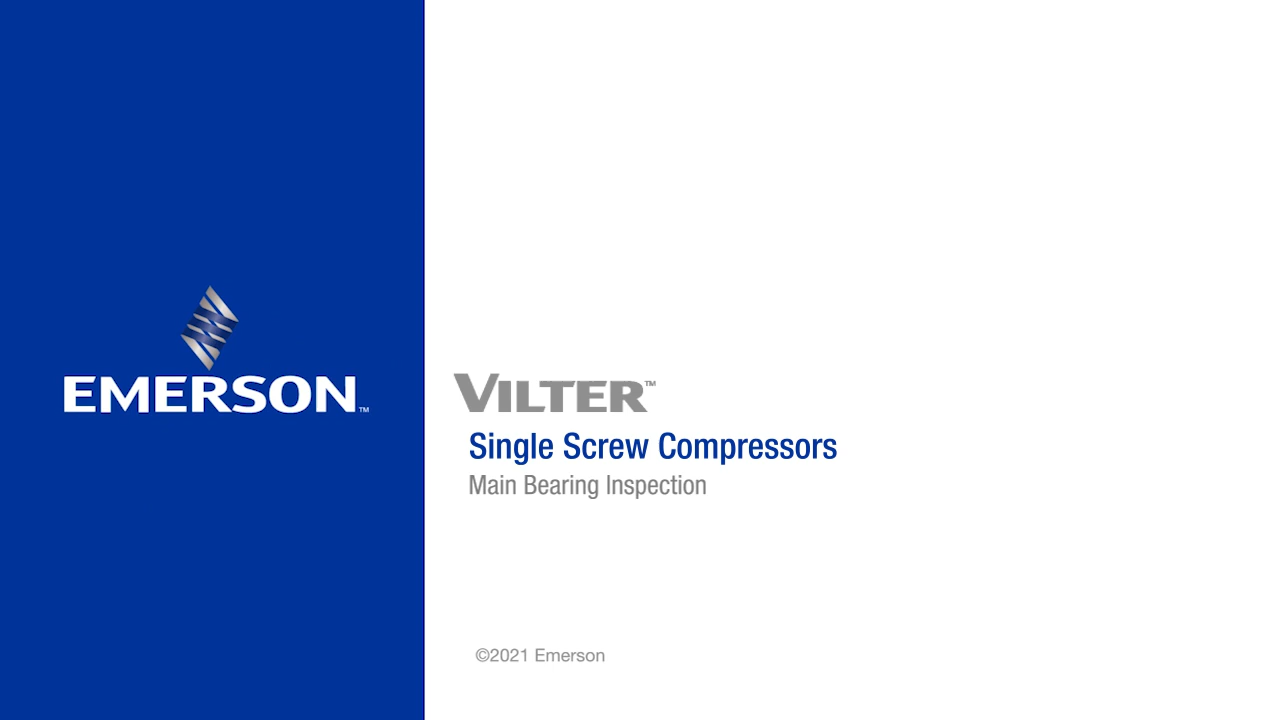 EMERSON™
VILTER™
Single Screw Compressors
Main Bearing Inspection
©2021 Emerson